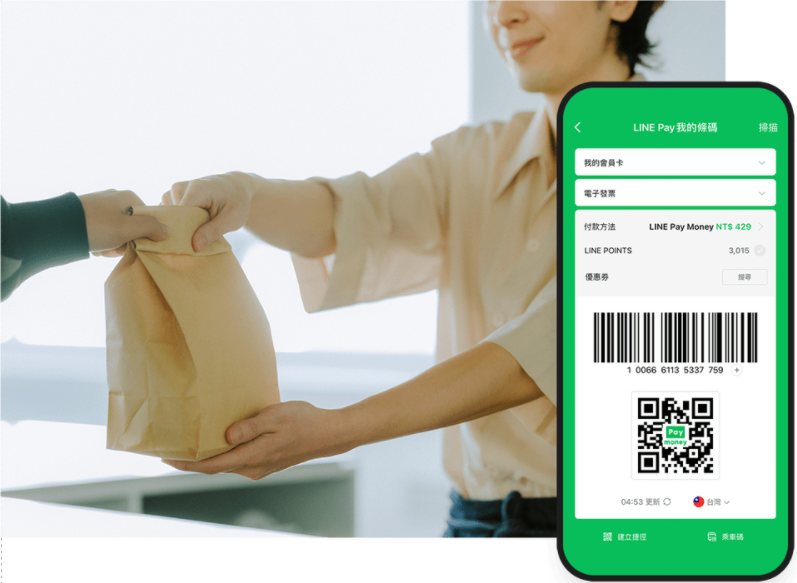 LINE Pay 我的條碼 掃描
我的會員卡
電子發票
付款方法 LINE Pay Money NT$ 429
LINE POINTS 3,015
優惠券 搜尋
1 0066 6113 5337 759 +
Pay
money
04:53 更新 台灣
建立捷徑 乘車碼